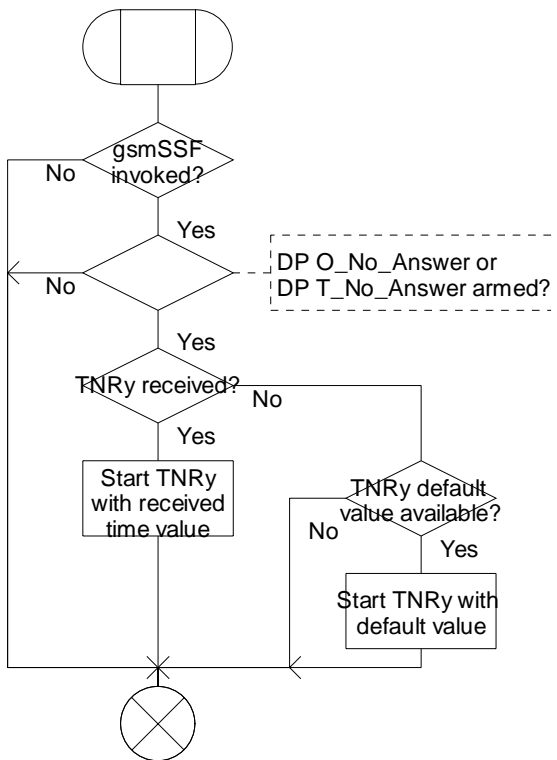 gsmSSF
invoked?
No
Yes
DP O_No_Answer or
DP T_No_Answer armed?
No
Yes
TNRy received?
No
Yes
Start TNRy
with received
time value
TNRy default
value available?
No
Yes
Start TNRy with
default value